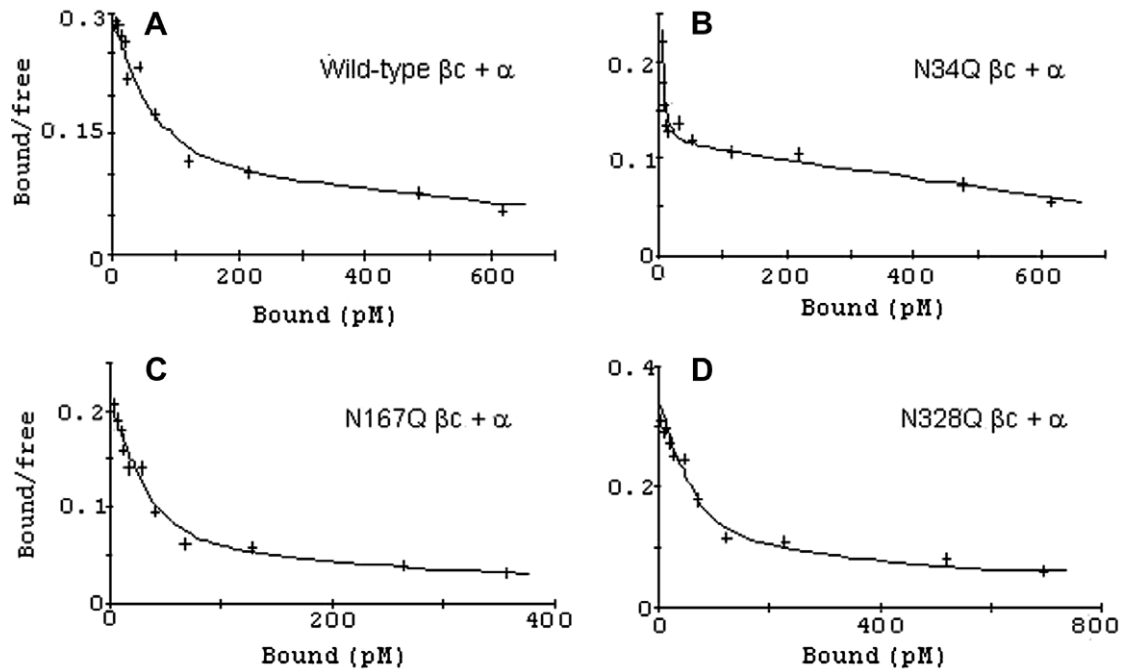 A
Wild-type βc + α
Bound/free
0.3
0.15
0
0 200 400 600
Bound (pM)
B
N34Q βc + α
0.2
0.1
0
0 200 400 600
Bound (pM)
C
N167Q βc + α
Bound/free
0.2
0.1
0
0 200 400
Bound (pM)
D
N328Q βc + α
0.4
0.2
0
0 400 800
Bound (pM)